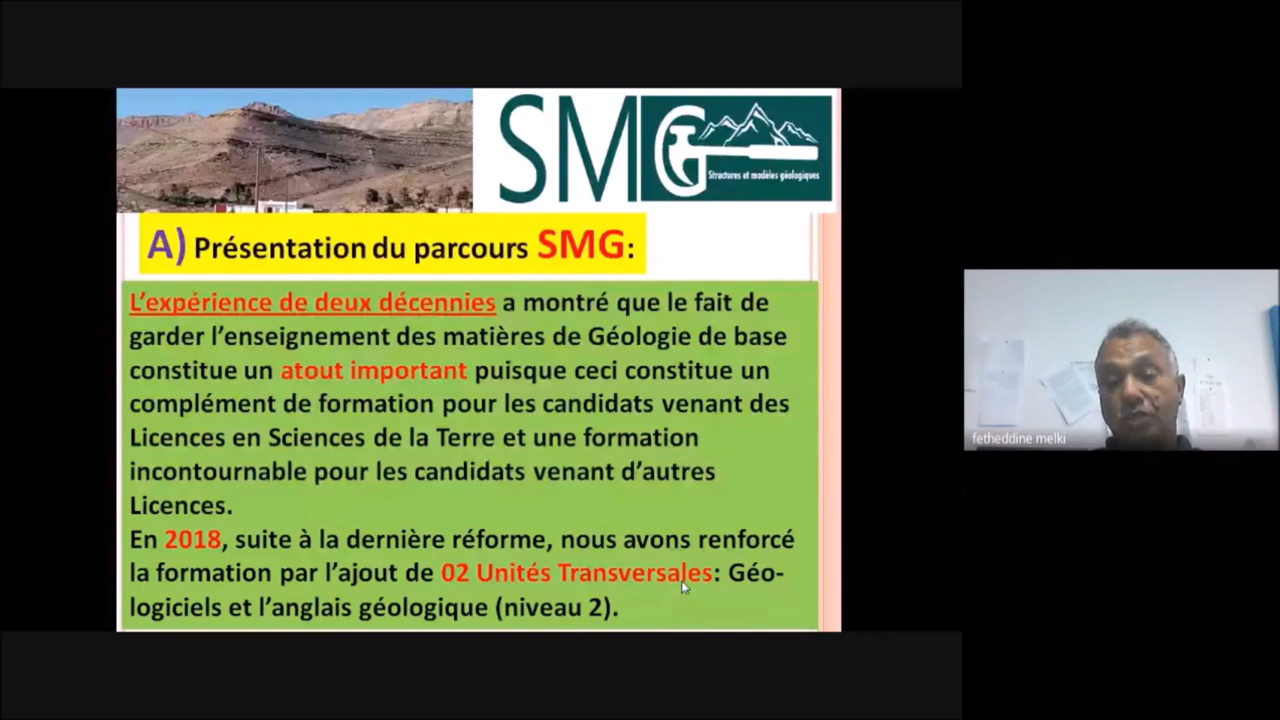 SMG
Structures et modèles géologiques
A) Présentation du parcours SMG:
L'expérience de deux décennies a montré que le fait de
garder l'enseignement des matières de Géologie de base
constitue un atout important puisque ceci constitue un
complément de formation pour les candidats venant des
Licences en Sciences de la Terre et une formation
incontournable pour les candidats venant d'autres
Licences.
En 2018, suite à la dernière réforme, nous avons renforcé
la formation par l'ajout de 02 Unités Transversales: Géo-
logiciels et l'anglais géologique (niveau 2).
fetheddine melki